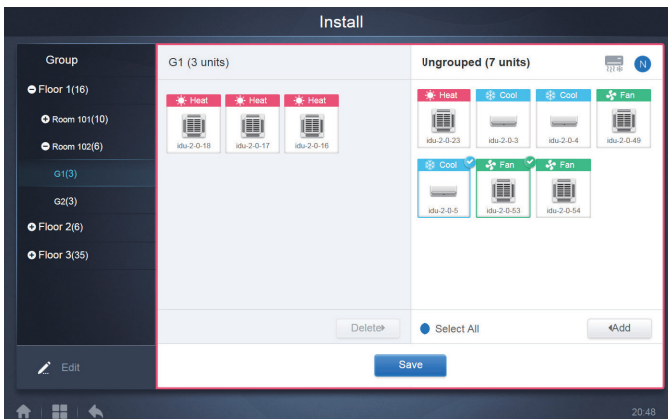 Install
Group
Floor 1(16)
Room 101(10)
Room 102(6)
G1(3)
G2(3)
Floor 2(6)
Floor 3(35)
Edit
G1 (3 units)
Heat
idu-2-0-18
Heat
idu-2-0-17
Heat
idu-2-0-16
Delete
Ungrouped (7 units)
N
Heat
idu-2-0-23
Cool
idu-2-0-3
Cool
idu-2-0-4
Fan
idu-2-0-49
Cool
idu-2-0-5
Fan
idu-2-0-53
Fan
idu-2-0-54
Select All
Add
Save
20:48